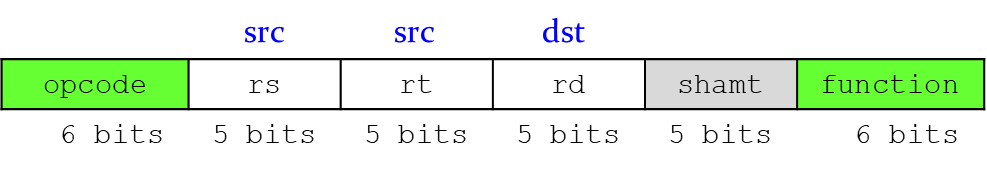 src src dst
opcode rs rt rd shamt function
6 bits 5 bits 5 bits 5 bits 5 bits 6 bits